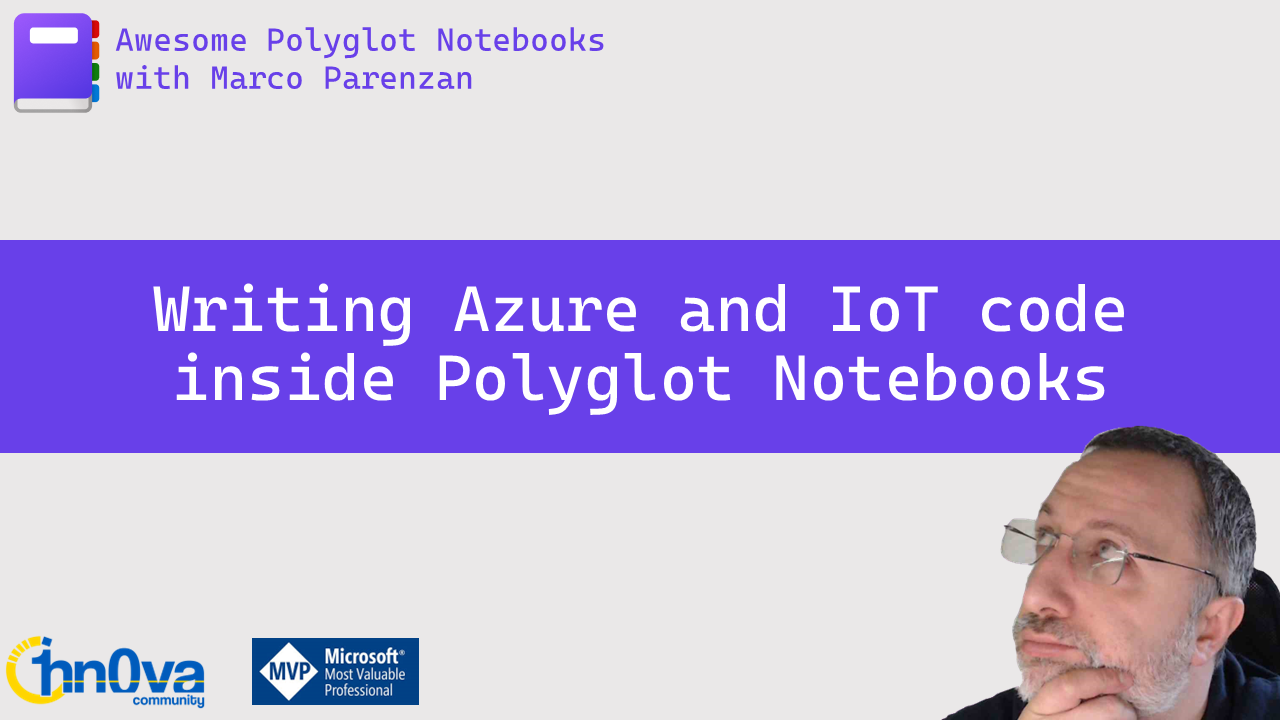 Awesome Polyglot Notebooks
with Marco Parenzan
Writing Azure and IoT code
inside Polyglot Notebooks
1nn0va
community
MVP
Microsoft®
Most Valuable
Professional